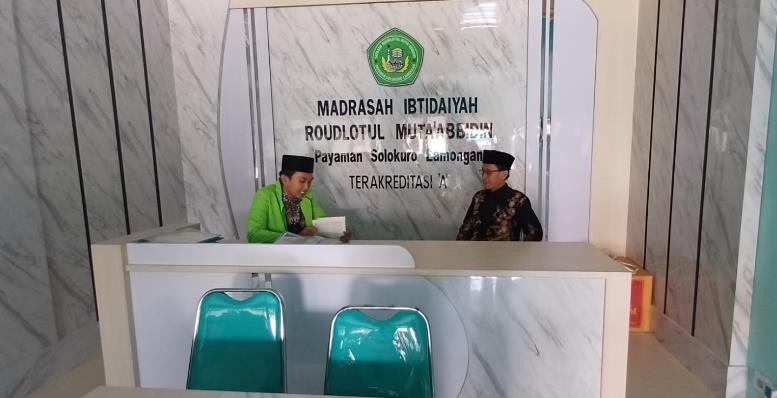 MADRASAH IBTIDAIYAH
ROUDLOTUL MUTA'ABBIDIN
Payaman Solokuro Lamongan
TERAKREDITASI 'A'